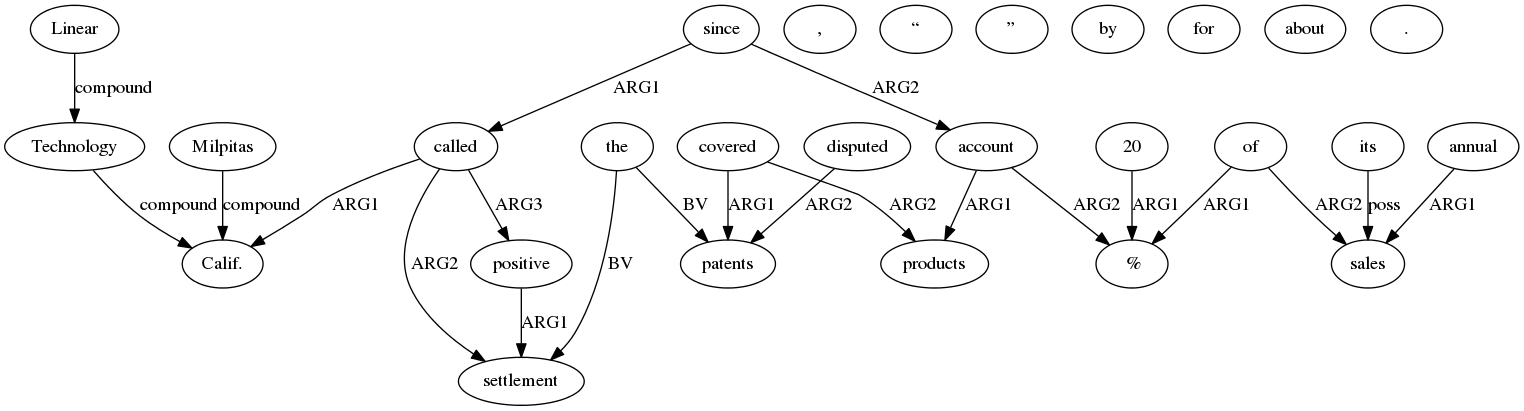 Linear since , “ ” by for about .
compound ARG1 ARG2
Technology Milpitas called the covered disputed account 20 of its annual
compound compound ARG1 ARG2 ARG3 BV BV ARG1 ARG2 ARG2 ARG1 ARG2 ARG1 ARG1 ARG2 poss ARG1
Calif. positive patents products % sales
ARG1
settlement